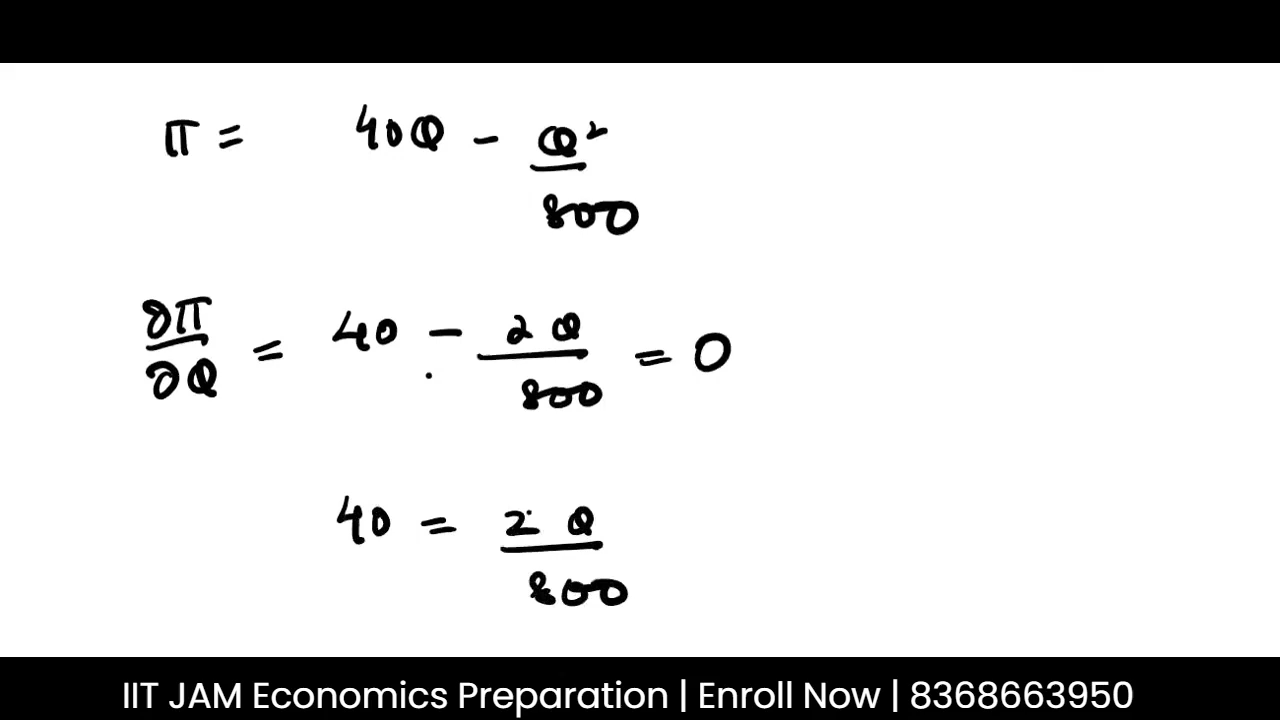 π = 40Q - Q²/800
∂π/∂Q = 40 - 2Q/800 = 0
40 = 2Q/800
IIT JAM Economics Preparation | Enroll Now | 8368663950